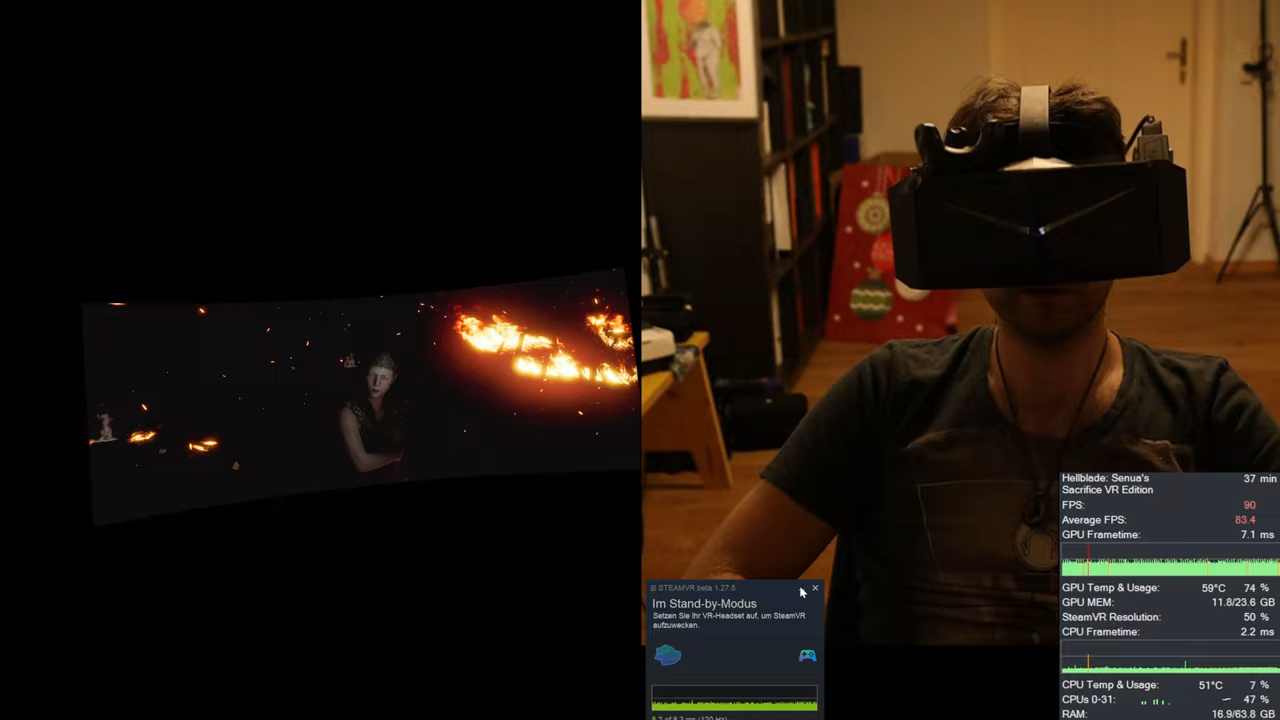 STEAMVR beta 1.27.5
Im Stand-by-Modus
Setzen Sie Ihr VR-Headset auf, um SteamVR
aufzuwecken.
Hellblade: Senua's 37 min
Sacrifice VR Edition
FPS: 90
Average FPS: 83.4
GPU Frametime: 7.1 ms
GPU Temp & Usage: 59°C 74 %
GPU MEM: 11.8/23.6 GB
SteamVR Resolution: 50 %
CPU Frametime: 2.2 ms
CPU Temp & Usage: 51°C 7 %
CPUs 0-31: 47 %
RAM: 16.9/63.8 GB